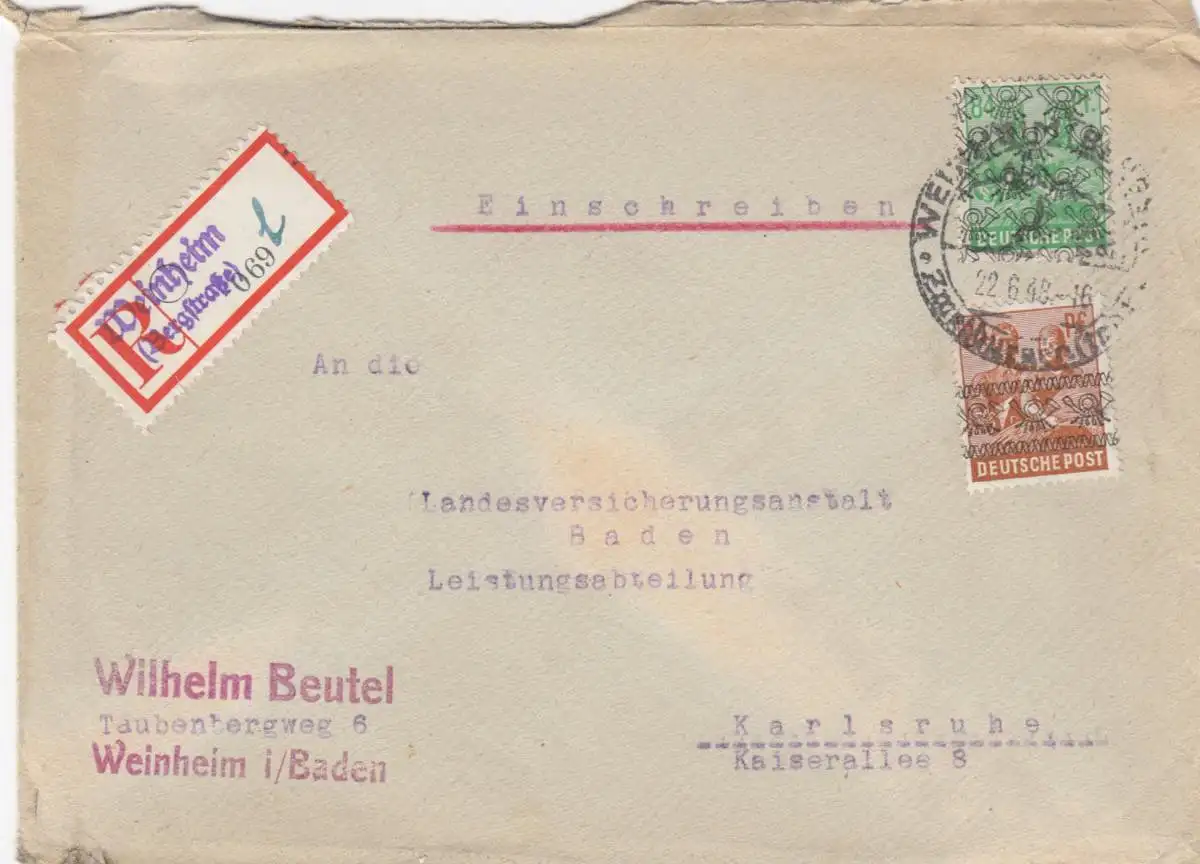 84
DEUTSCHE POST
22.6.48.-16
DEUTSCHE POST
Einschreiben
R
Weinheim
(Bergstraße)
069
An die
Landesversicherungsanstalt
Baden
Leistungsabteilung
Wilhelm Beutel
Taubenbergweg 6
Weinheim i/Baden
Karlsruhe
Kaiserallee 8